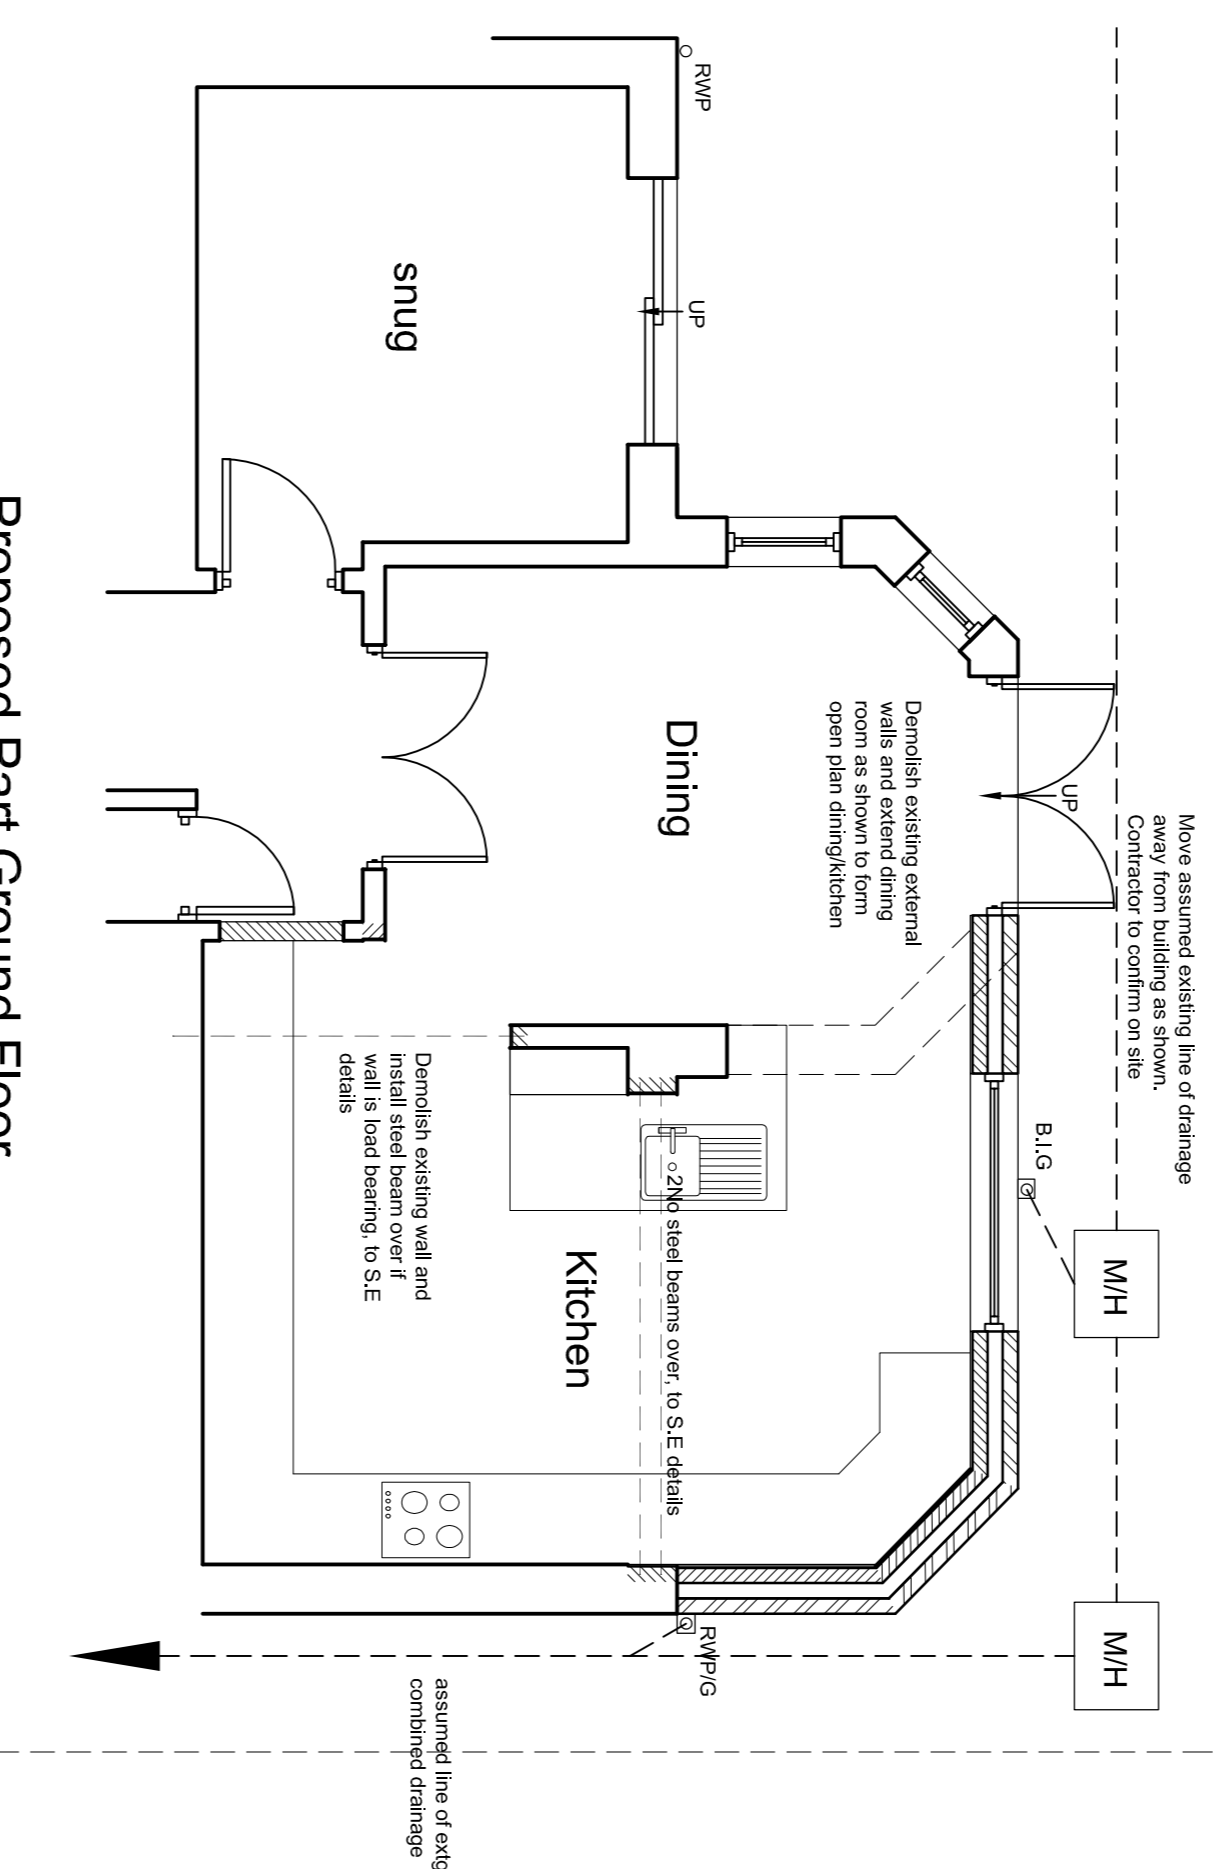 Move assumed existing line of drainage
away from building as shown.
Contractor to confirm on site
M/H
M/H
B.I.G
UP
Demolish existing external
walls and extend dining
room as shown to form
open plan dining/kitchen
RWP
UP
RWP/G
Dining
2No steel beams over, to S.E details
Kitchen
snug
assumed line of extg
combined drainage
Demolish existing wall and
install steel beam over if
wall is load bearing, to S.E
details
Proposed Part Ground Floor